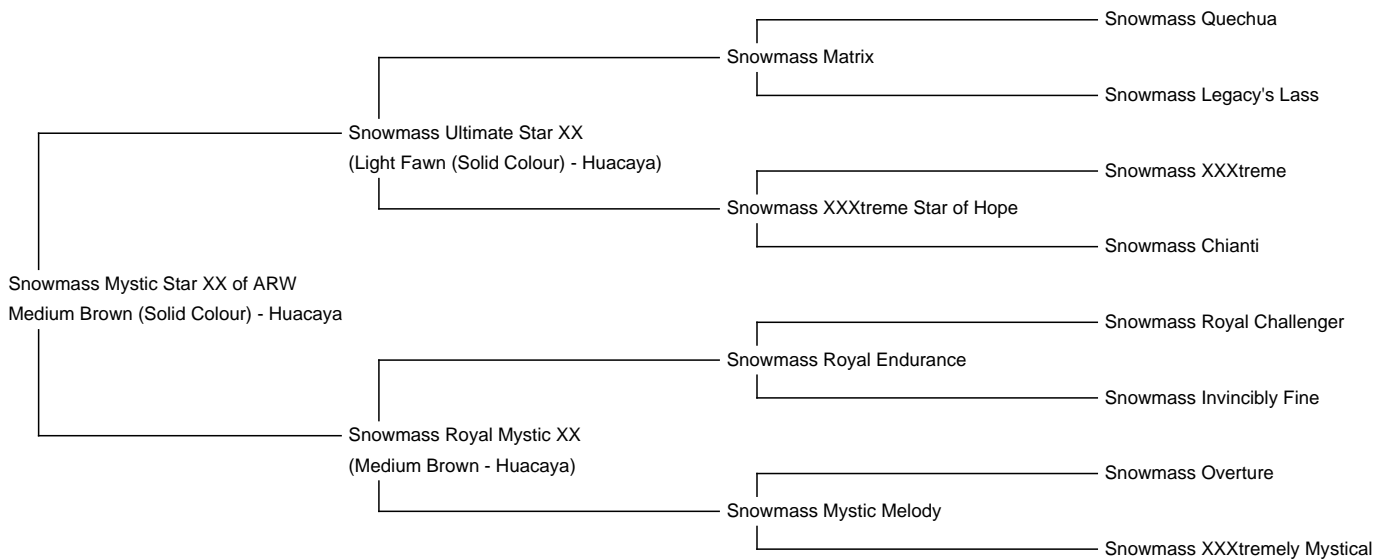 Snowmass Quechua
Snowmass Matrix
Snowmass Legacy's Lass
Snowmass Ultimate Star XX
(Light Fawn (Solid Colour) - Huacaya)
Snowmass XXXtreme
Snowmass XXXtreme Star of Hope
Snowmass Chianti
Snowmass Mystic Star XX of ARW
Medium Brown (Solid Colour) - Huacaya
Snowmass Royal Challenger
Snowmass Royal Endurance
Snowmass Invincibly Fine
Snowmass Royal Mystic XX
(Medium Brown - Huacaya)
Snowmass Overture
Snowmass Mystic Melody
Snowmass XXXtremely Mystical